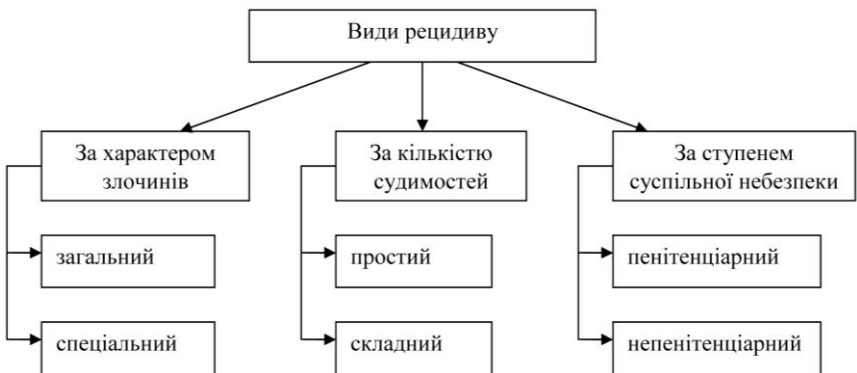 Види рецидиву
За характером
злочинів
За кількістю
судимостей
За ступенем
суспільної небезпеки
загальний
простий
пенітенціарний
спеціальний
складний
непенітенціарний